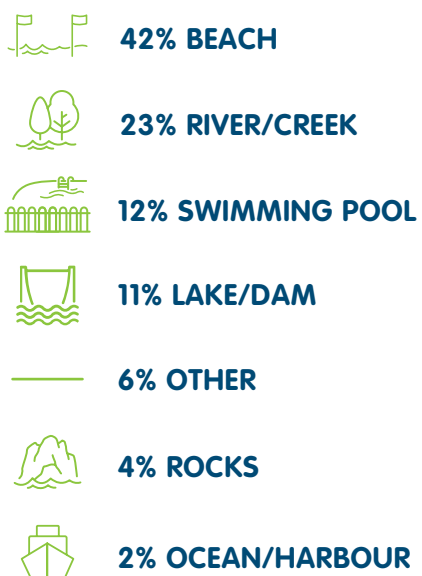 42% BEACH
23% RIVER/CREEK
12% SWIMMING POOL
11% LAKE/DAM
6% OTHER
4% ROCKS
2% OCEAN/HARBOUR